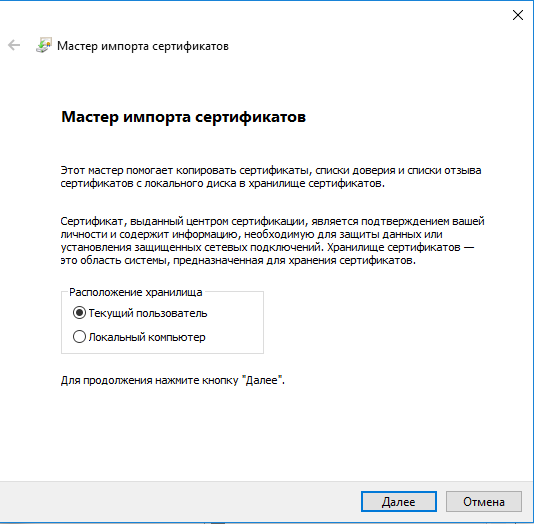 Мастер импорта сертификатов
Мастер импорта сертификатов
Этот мастер помогает копировать сертификаты, списки доверия и списки отзыва
сертификатов с локального диска в хранилище сертификатов.
Сертификат, выданный центром сертификации, является подтверждением вашей
личности и содержит информацию, необходимую для защиты данных или
установления защищенных сетевых подключений. Хранилище сертификатов —
это область системы, предназначенная для хранения сертификатов.
Расположение хранилища
Текущий пользователь
Локальный компьютер
Для продолжения нажмите кнопку "Далее".
Далее
Отмена